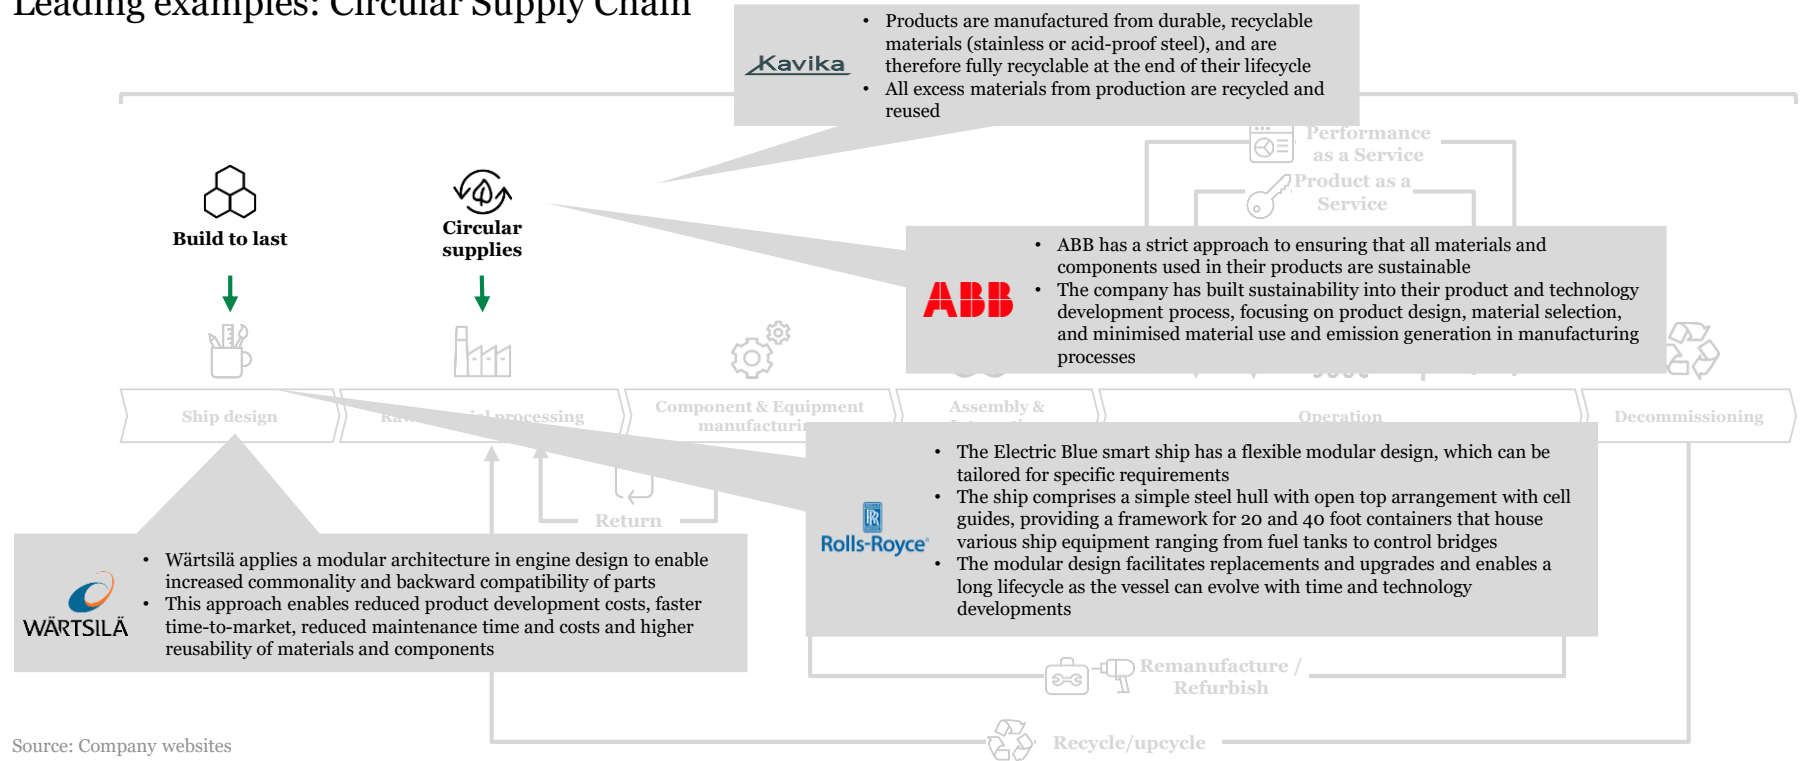 Leading examples: Circular Supply Chain
Kavika
• Products are manufactured from durable, recyclable
materials (stainless or acid-proof steel), and are
therefore fully recyclable at the end of their lifecycle
• All excess materials from production are recycled and
reused
Performance
as a Service
Product as a
Service
Build to last
Circular
supplies
ABB
• ABB has a strict approach to ensuring that all materials and
components used in their products are sustainable
• The company has built sustainability into their product and technology
development process, focusing on product design, material selection,
and minimised material use and emission generation in manufacturing
processes
Ship design
processing
Component & Equipment
Assembly &
Operation
Decommissioning
Rolls-Royce
• The Electric Blue smart ship has a flexible modular design, which can be
tailored for specific requirements
• The ship comprises a simple steel hull with open top arrangement with cell
guides, providing a framework for 20 and 40 foot containers that house
various ship equipment ranging from fuel tanks to control bridges
• The modular design facilitates replacements and upgrades and enables a
long lifecycle as the vessel can evolve with time and technology
developments
Return
WÄRTSILÄ
• Wärtsilä applies a modular architecture in engine design to enable
increased commonality and backward compatibility of parts
• This approach enables reduced product development costs, faster
time-to-market, reduced maintenance time and costs and higher
reusability of materials and components
Remanufacture /
Refurbish
Recycle/upcycle
Source: Company websites